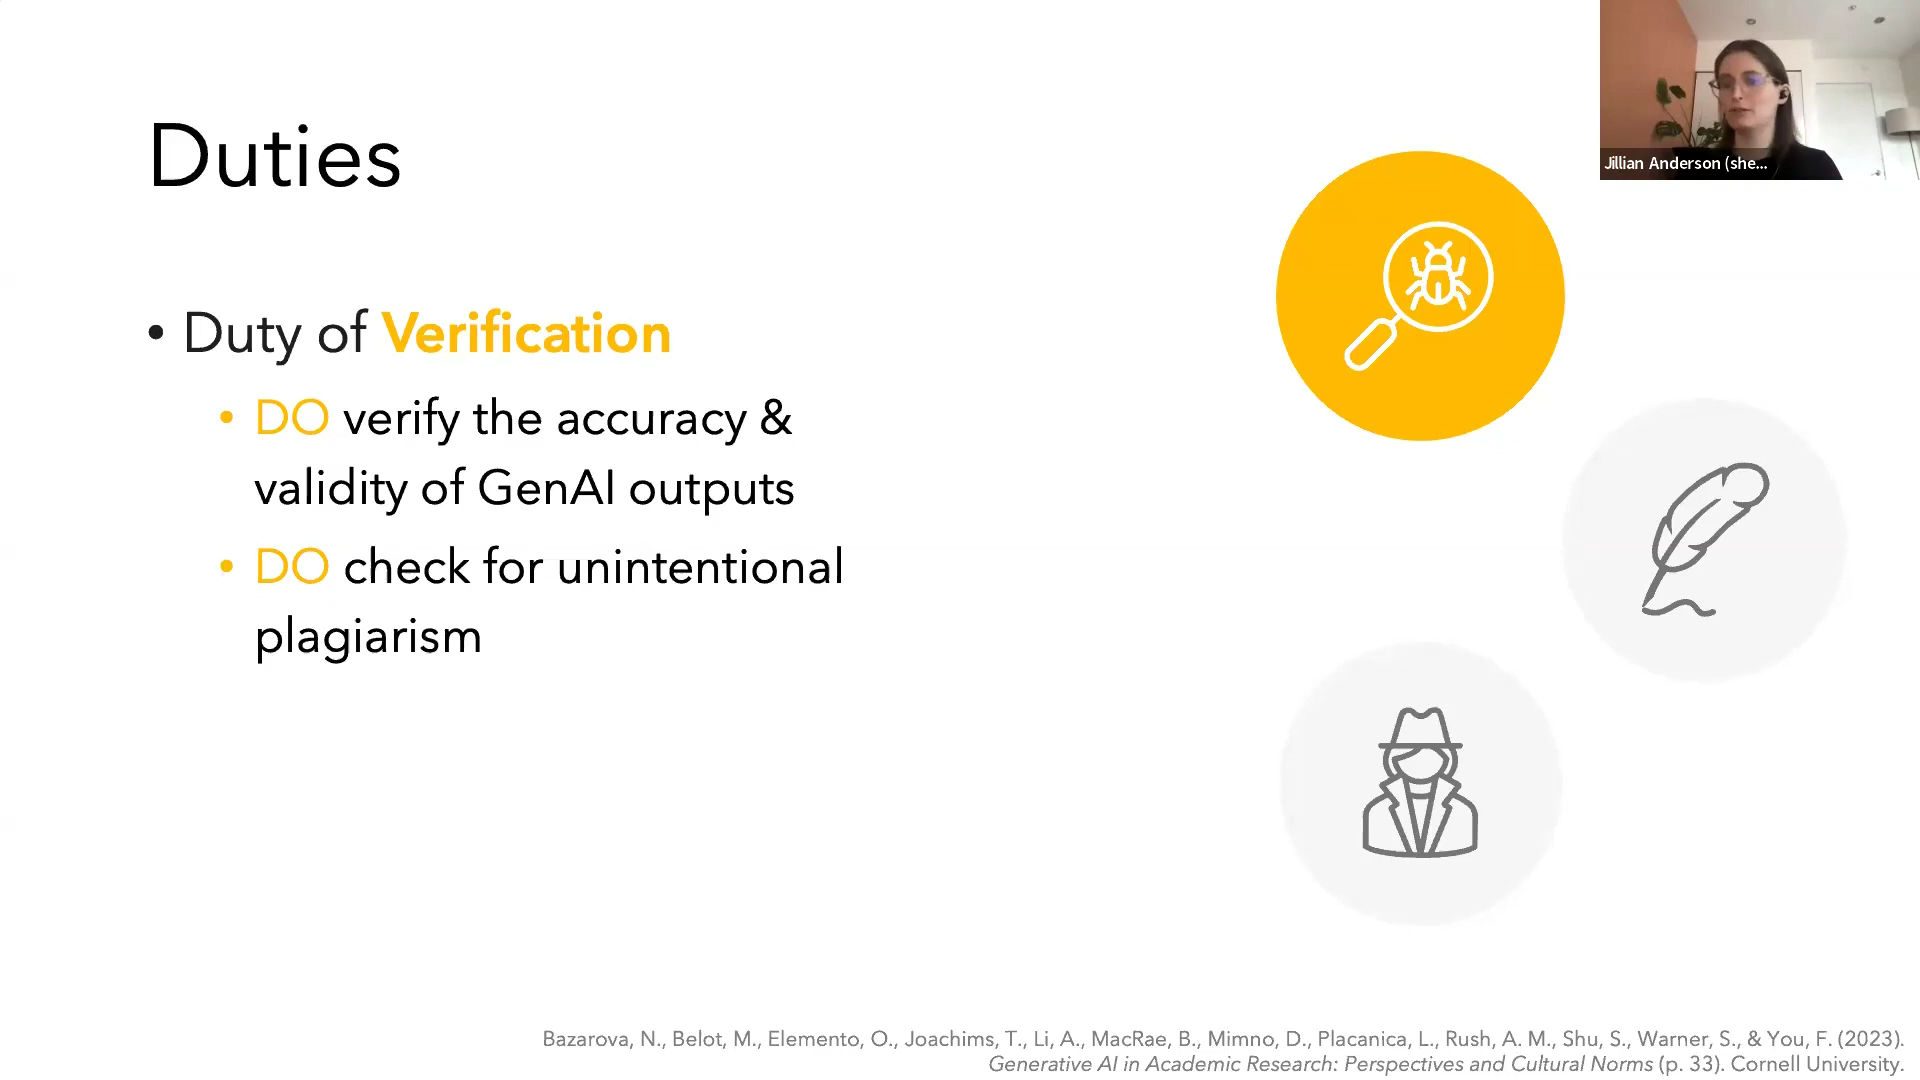 Jillian Anderson (she...
Duties
• Duty of Verification
• DO verify the accuracy &
validity of GenAI outputs
• DO check for unintentional
plagiarism
Bazarova, N., Belot, M., Elemento, O., Joachims, T., Li, A., MacRae, B., Mimno, D., Placanica, L., Rush, A. M., Shu, S., Warner, S., & You, F. (2023).
Generative AI in Academic Research: Perspectives and Cultural Norms (p. 33). Cornell University.